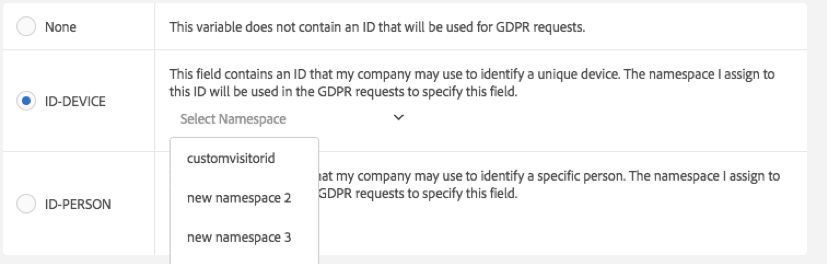 None
This variable does not contain an ID that will be used for GDPR requests.
ID-DEVICE
This field contains an ID that my company may use to identify a unique device. The namespace I assign to
this ID will be used in the GDPR requests to specify this field.
Select Namespace
customvisitorid
new namespace 2
new namespace 3
ID-PERSON
my company may use to identify a specific person. The namespace I assign to
GDPR requests to specify this field.